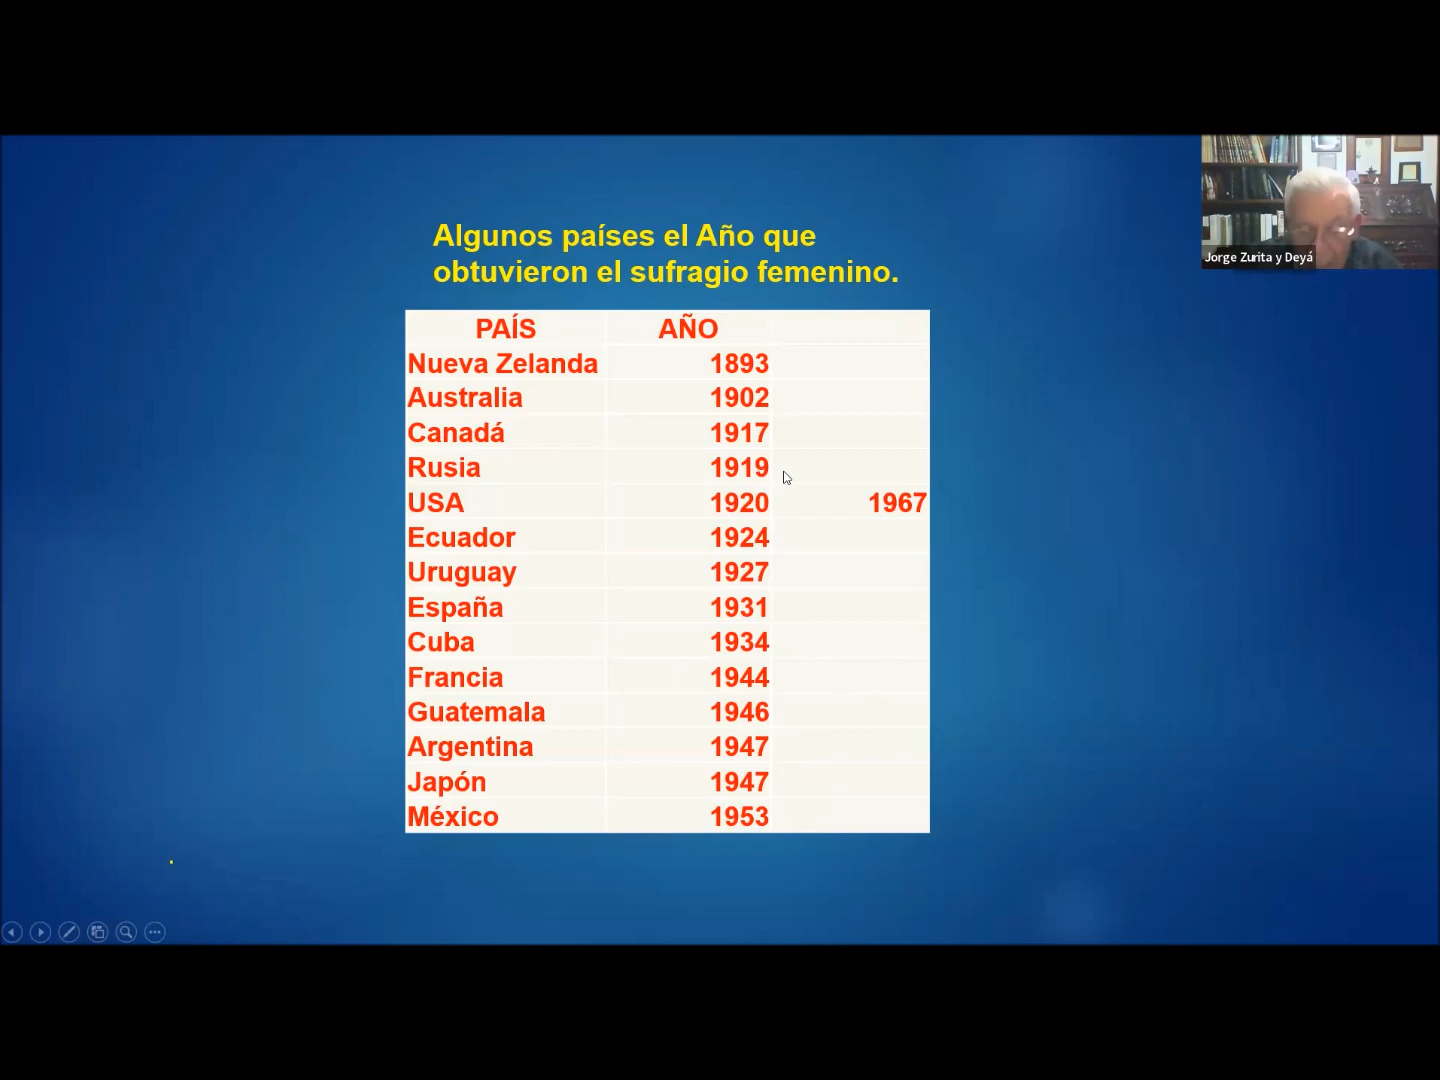 Algunos países el Año que
obtuvieron el sufragio femenino.
Jorge Zurita y Deyá
PAÍS AÑO
Nueva Zelanda 1893
Australia 1902
Canadá 1917
Rusia 1919
USA 1920 1967
Ecuador 1924
Uruguay 1927
España 1931
Cuba 1934
Francia 1944
Guatemala 1946
Argentina 1947
Japón 1947
México 1953